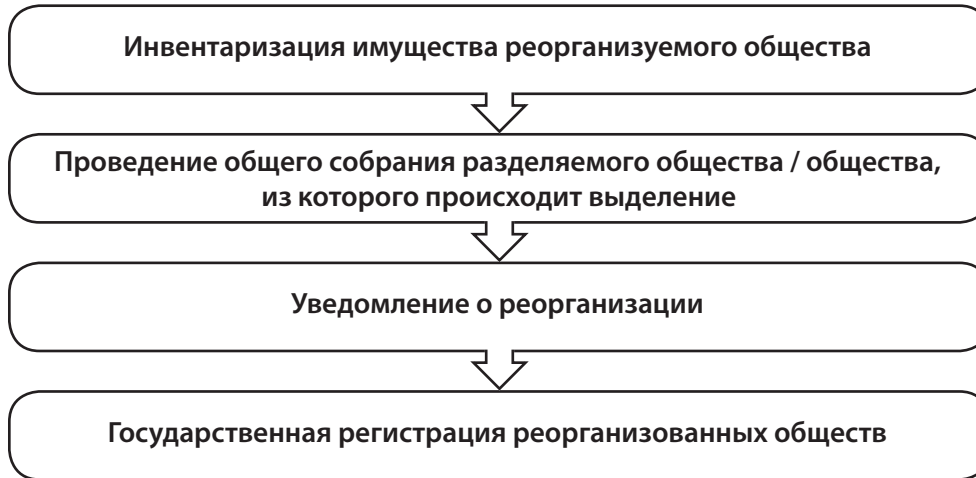 Инвентаризация имущества реорганизуемого общества
Проведение общего собрания разделяемого общества / общества,
из которого происходит выделение
Уведомление о реорганизации
Государственная регистрация реорганизованных обществ